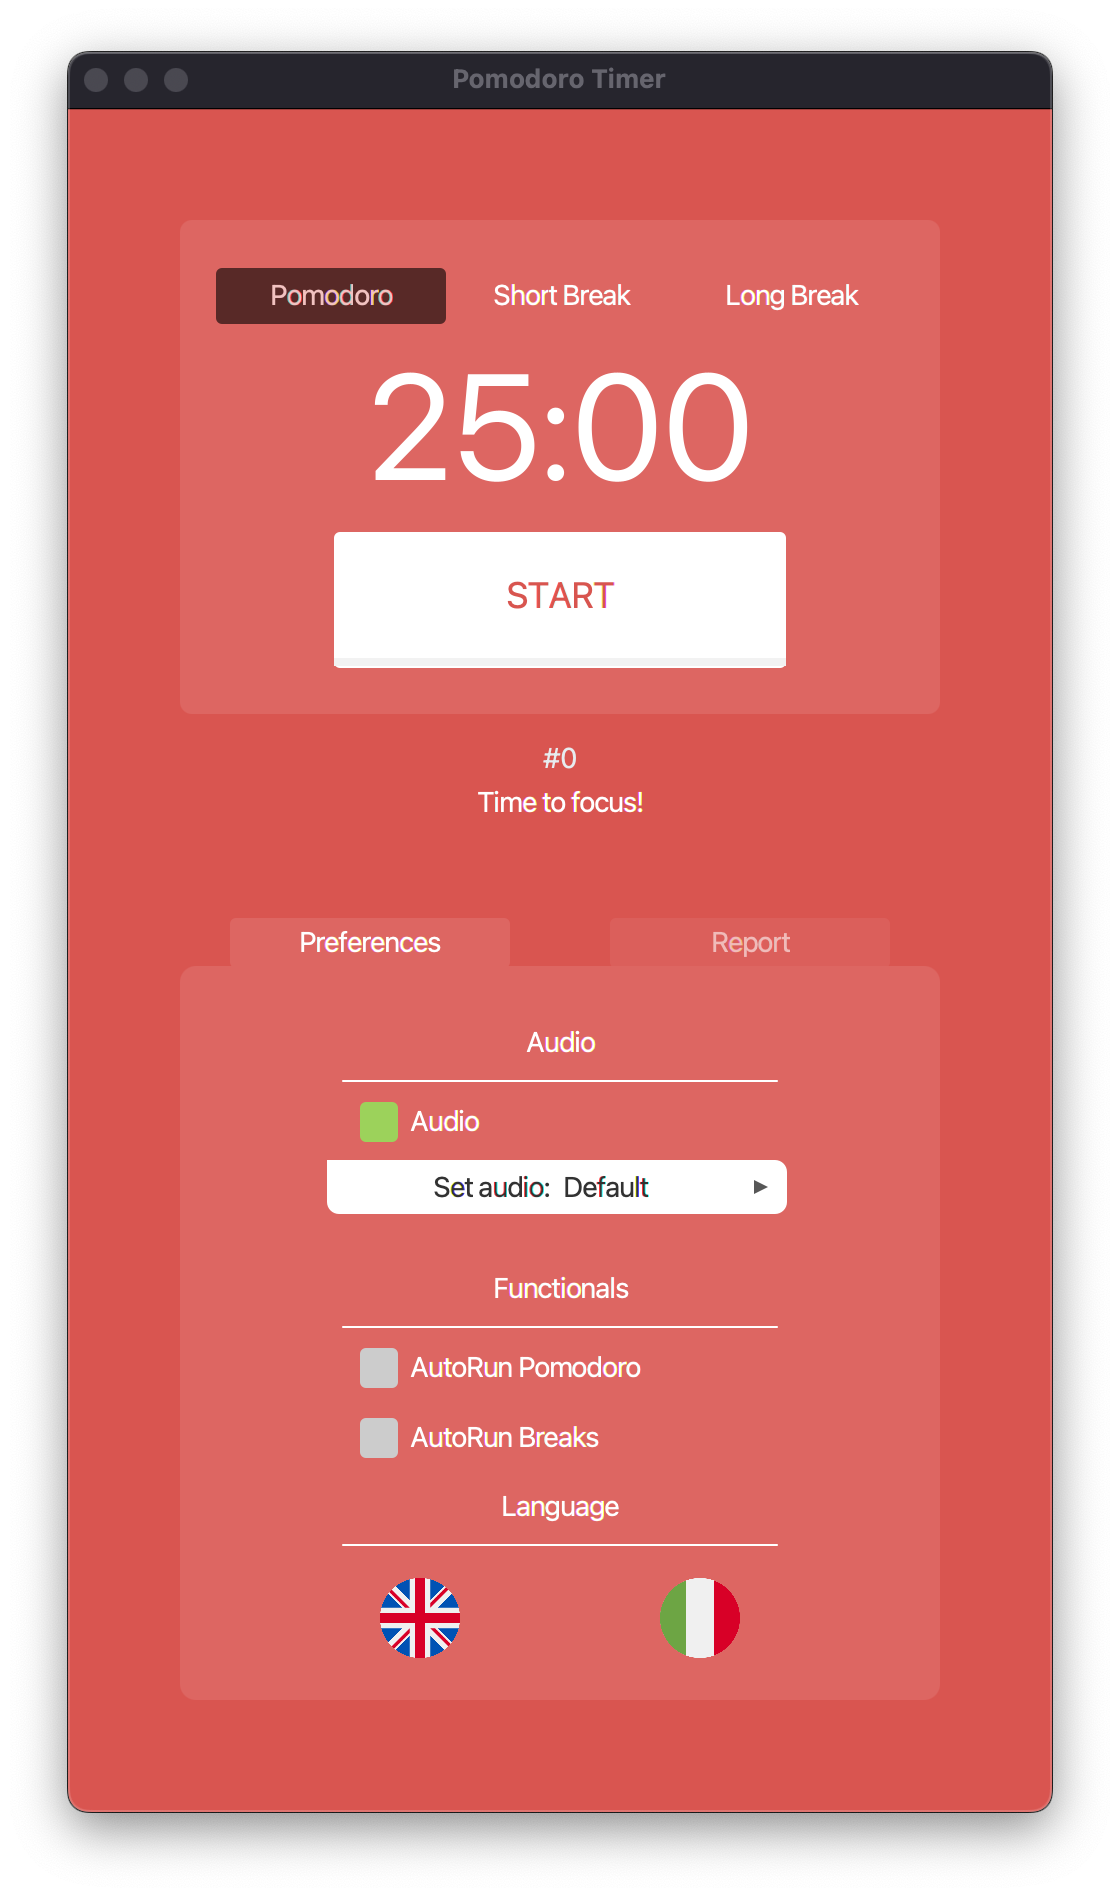 Pomodoro Timer
Pomodoro Short Break Long Break
25:00
START
#0
Time to focus!
Preferences Report
Audio
Audio
Set audio: Default
Functionals
AutoRun Pomodoro
AutoRun Breaks
Language